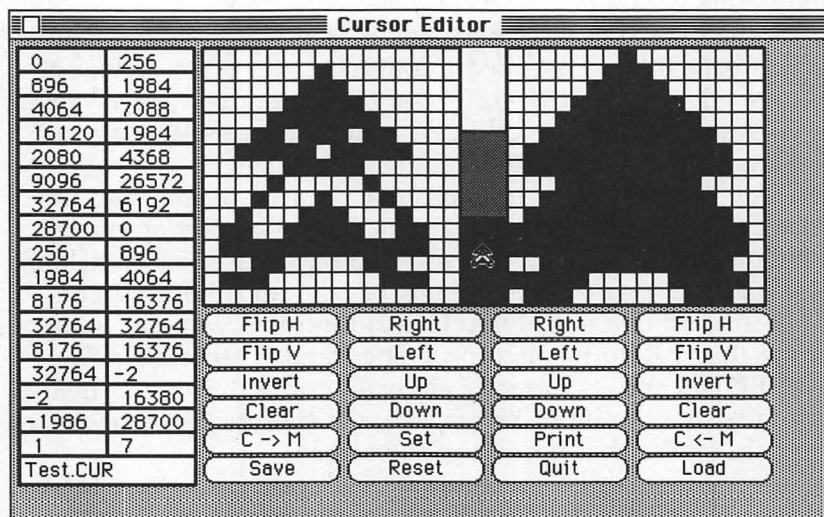 Cursor Editor
0 256
896 1984
4064 7088
16120 1984
2080 4368
9096 26572
32764 6192
28700 0
256 896
1984 4064
8176 16376
32764 32764
8176 16376
32764 -2
-2 16380
-1986 28700
1 7
Test.CUR
Flip H Right Right Flip H
Flip V Left Left Flip V
Invert Up Up Invert
Clear Down Down Clear
C -> M Set Print C <- M
Save Reset Quit Load